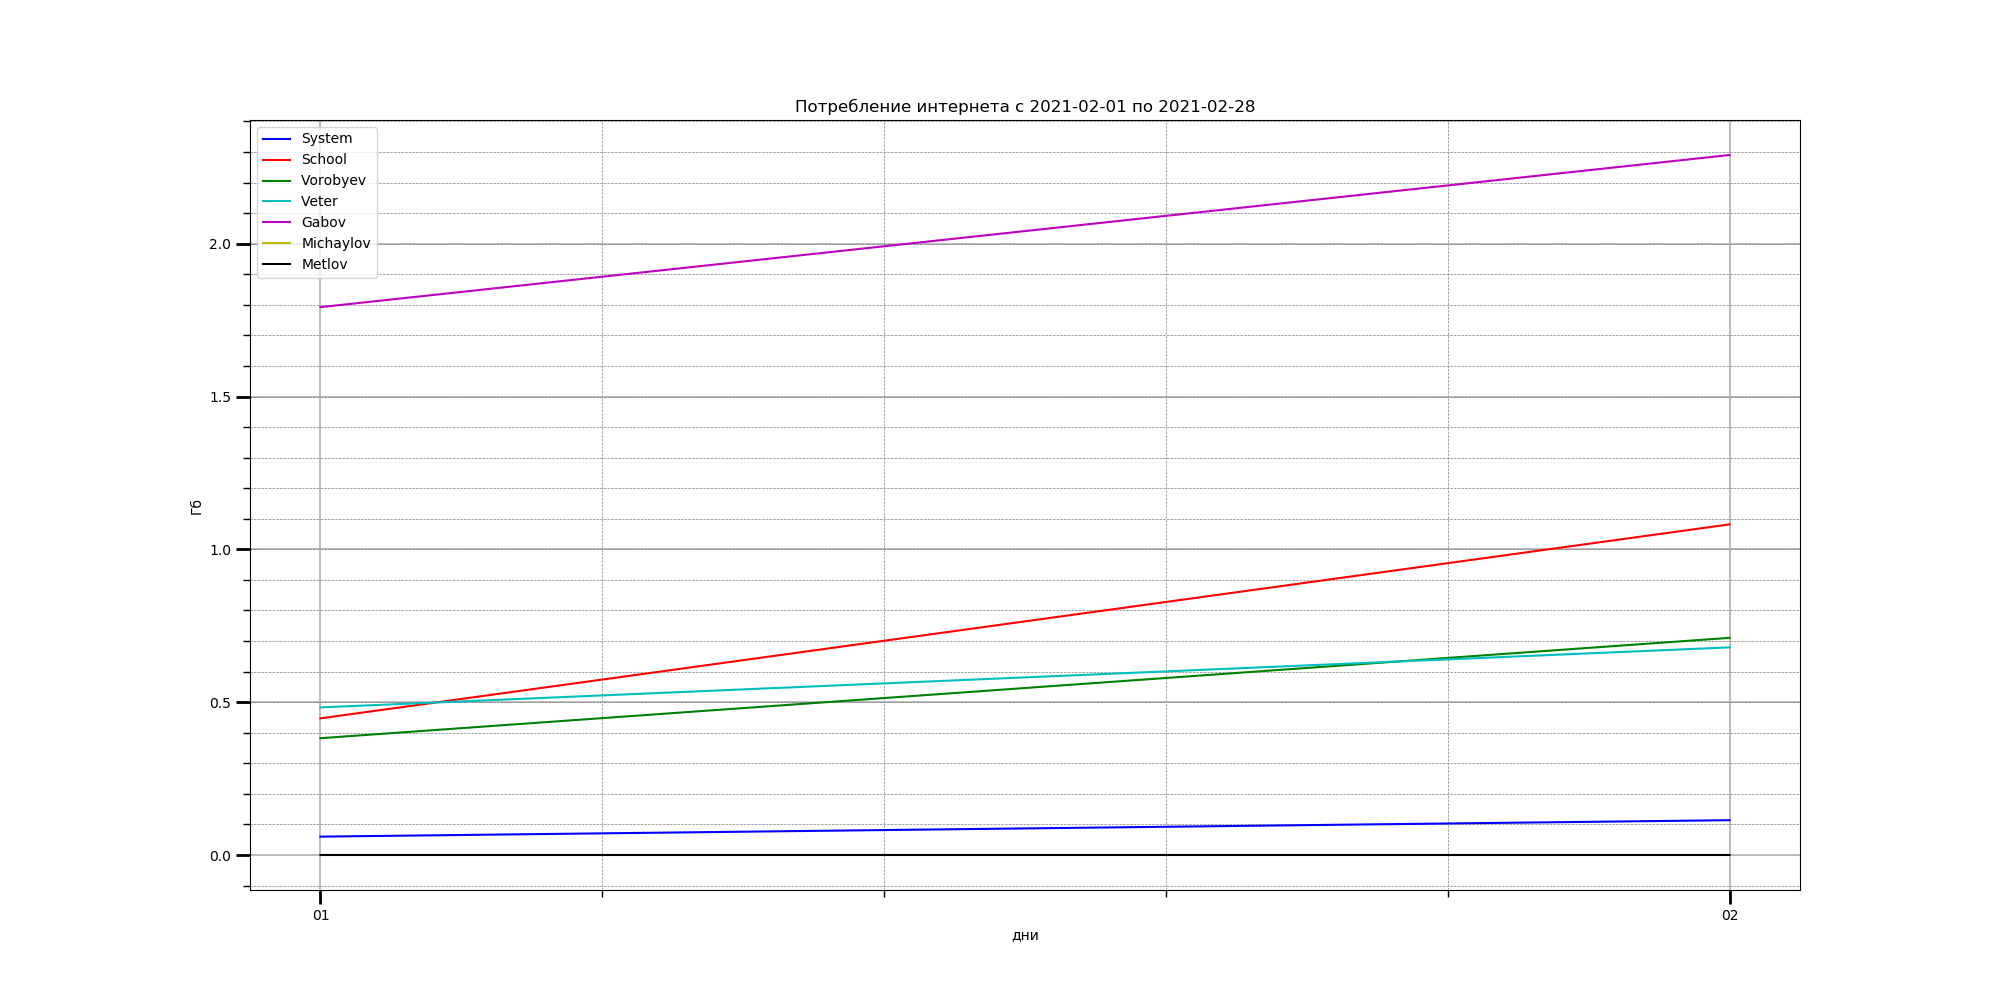 Потребление интернета с 2021-02-01 по 2021-02-28
System
School
Vorobyev
Veter
Gabov
Michaylov
Metlov
2.0
1.5
1.0
0.5
0.0
Гб
01
02
дни